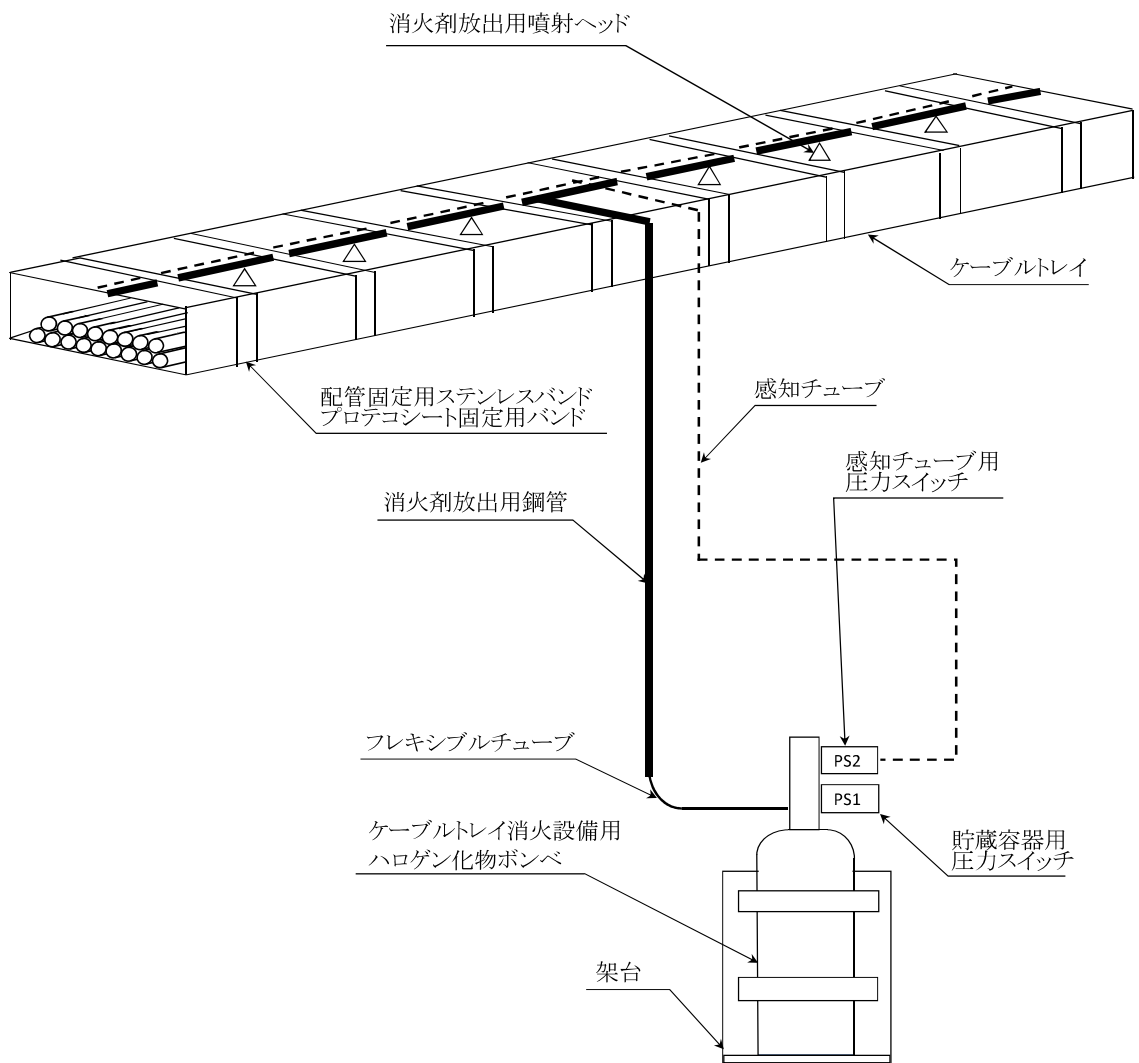 消火剤放出用噴射ヘッド
ケーブルトレイ
配管固定用ステンレスバンド
プロテコシート固定用バンド
感知チューブ
感知チューブ用
圧力スイッチ
消火剤放出用鋼管
フレキシブルチューブ
PS2
PS1
ケーブルトレイ消火設備用
ハロゲン化物ボンベ
貯蔵容器用
圧力スイッチ
架台